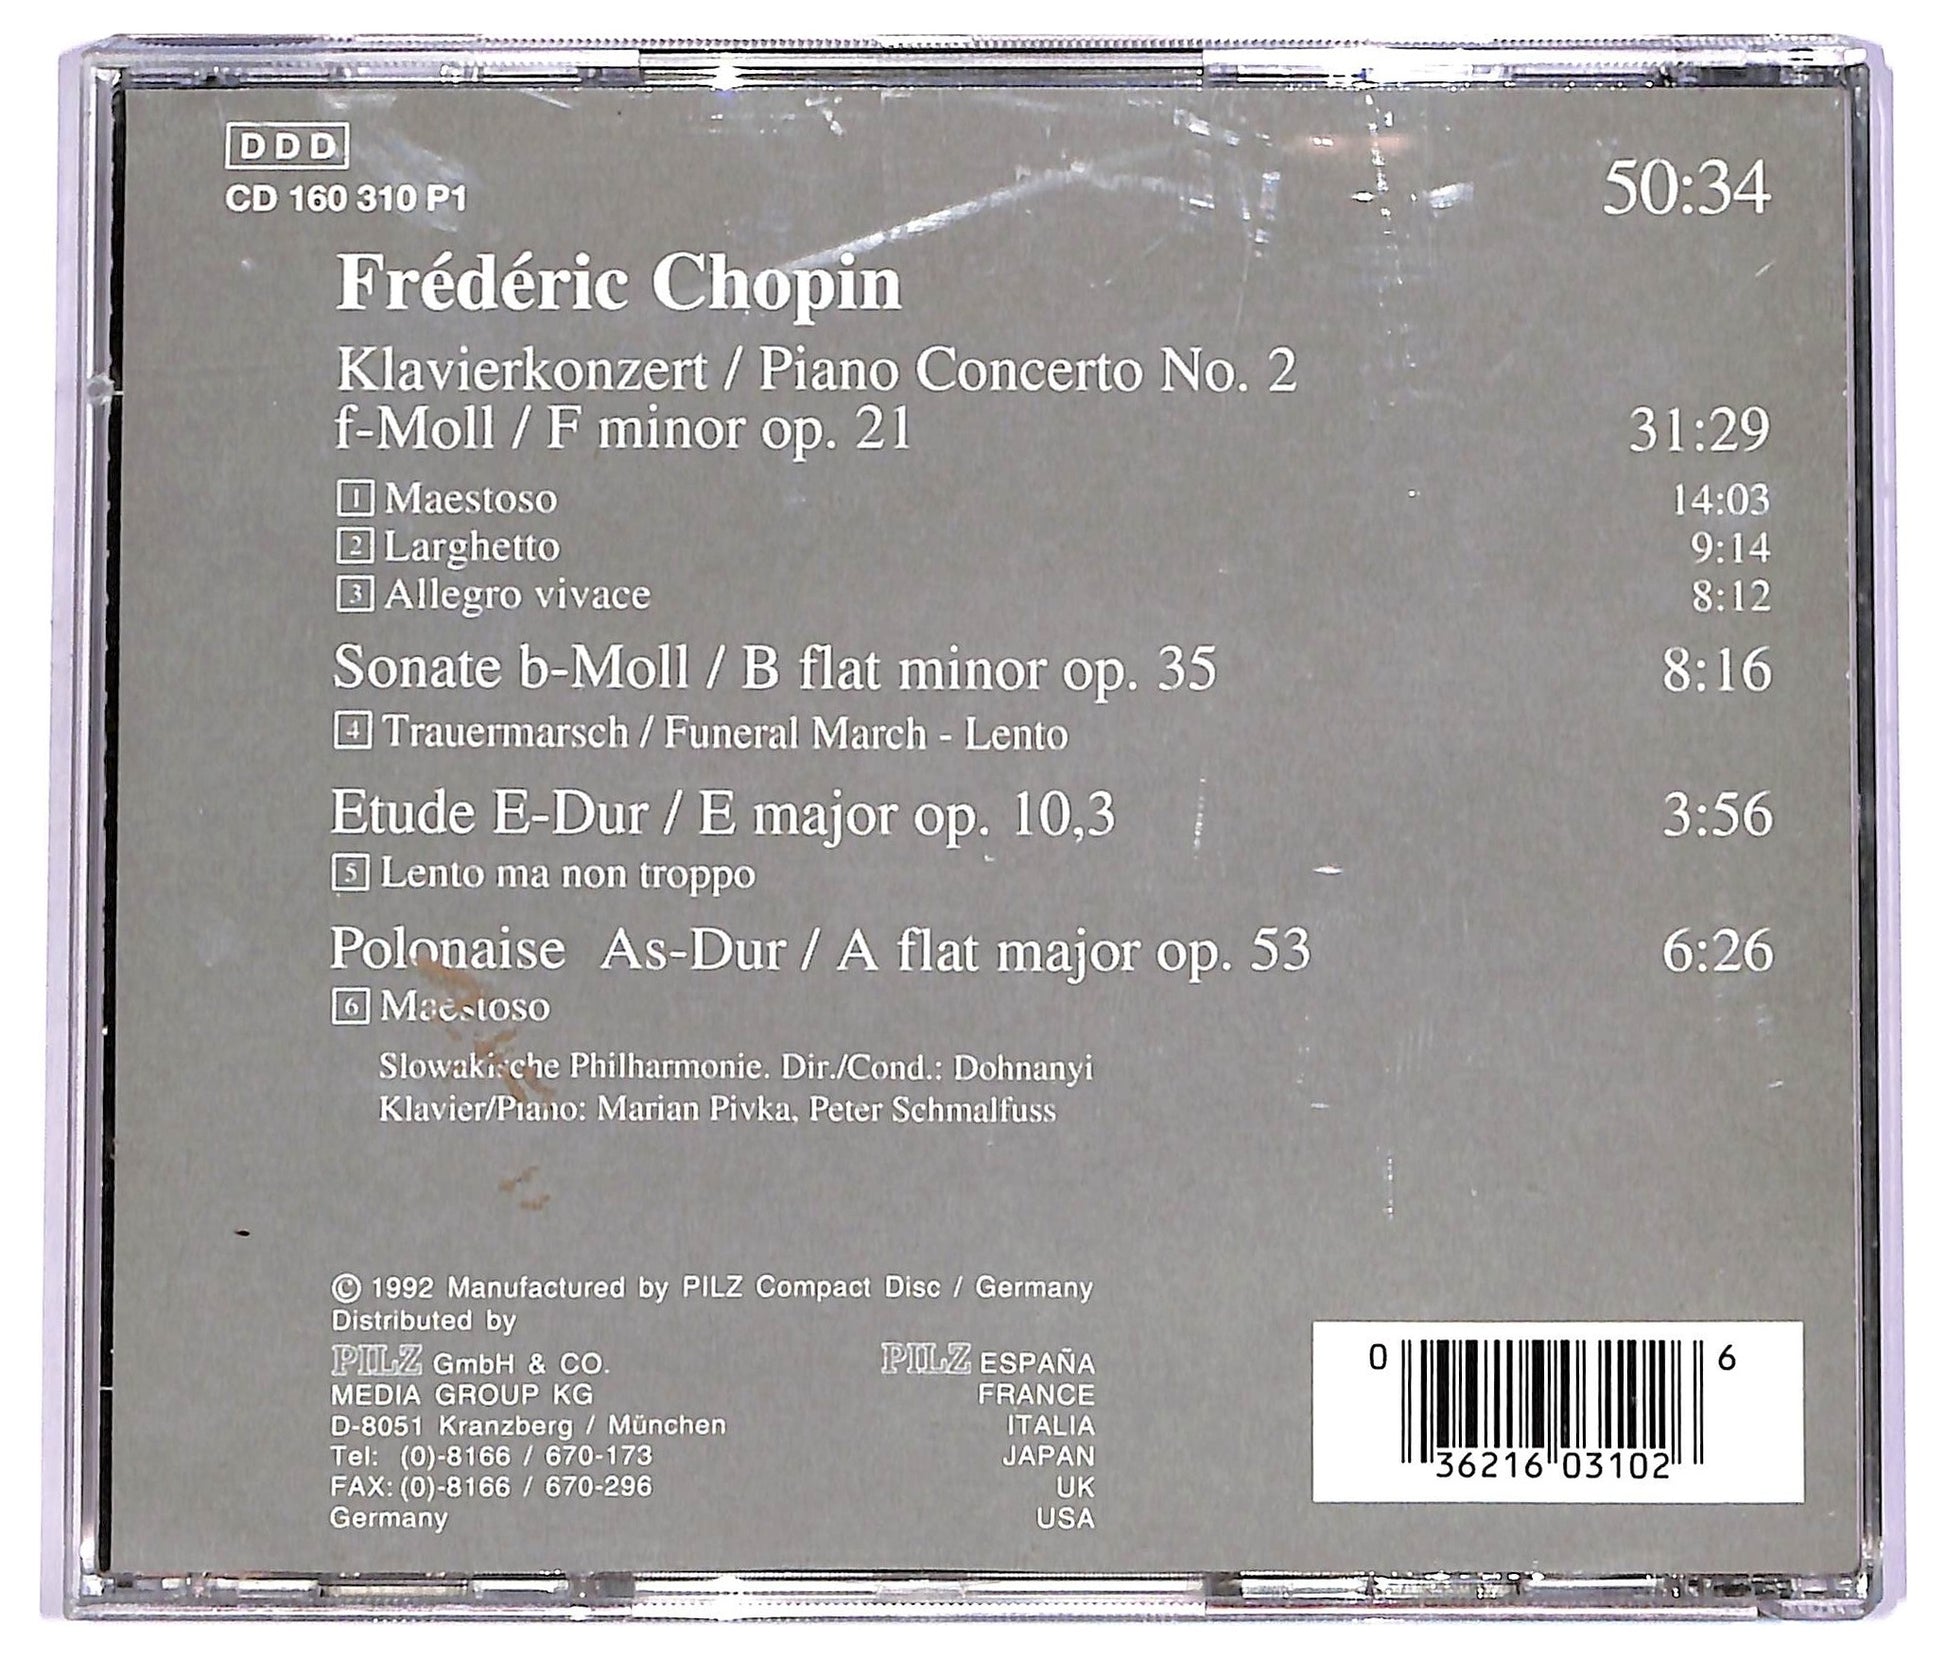 DDD
CD 160 310 P1
50:34
Frédéric Chopin
Klavierkonzert / Piano Concerto No. 2
f-Moll / F minor op. 21 31:29
1 Maestoso 14:03
2 Larghetto 9:14
3 Allegro vivace 8:12
Sonate b-Moll / B flat minor op. 35 8:16
4 Trauermarsch / Funeral March - Lento
Etude E-Dur / E major op. 10,3 3:56
5 Lento ma non troppo
Polonaise As-Dur / A flat major op. 53 6:26
6 Maestoso
Slowakische Philharmonie. Dir./Cond.: Dohnanyi
Klavier/Piano: Marian Pivka, Peter Schmalfuss
© 1992 Manufactured by PILZ Compact Disc / Germany
Distributed by
PILZ GmbH & CO.
MEDIA GROUP KG
D-8051 Kranzberg / München
Tel: (0)-8166 / 670-173
FAX: (0)-8166 / 670-296
Germany
PILZ ESPAÑA
FRANCE
ITALIA
JAPAN
UK
USA
0 36216 03102 6